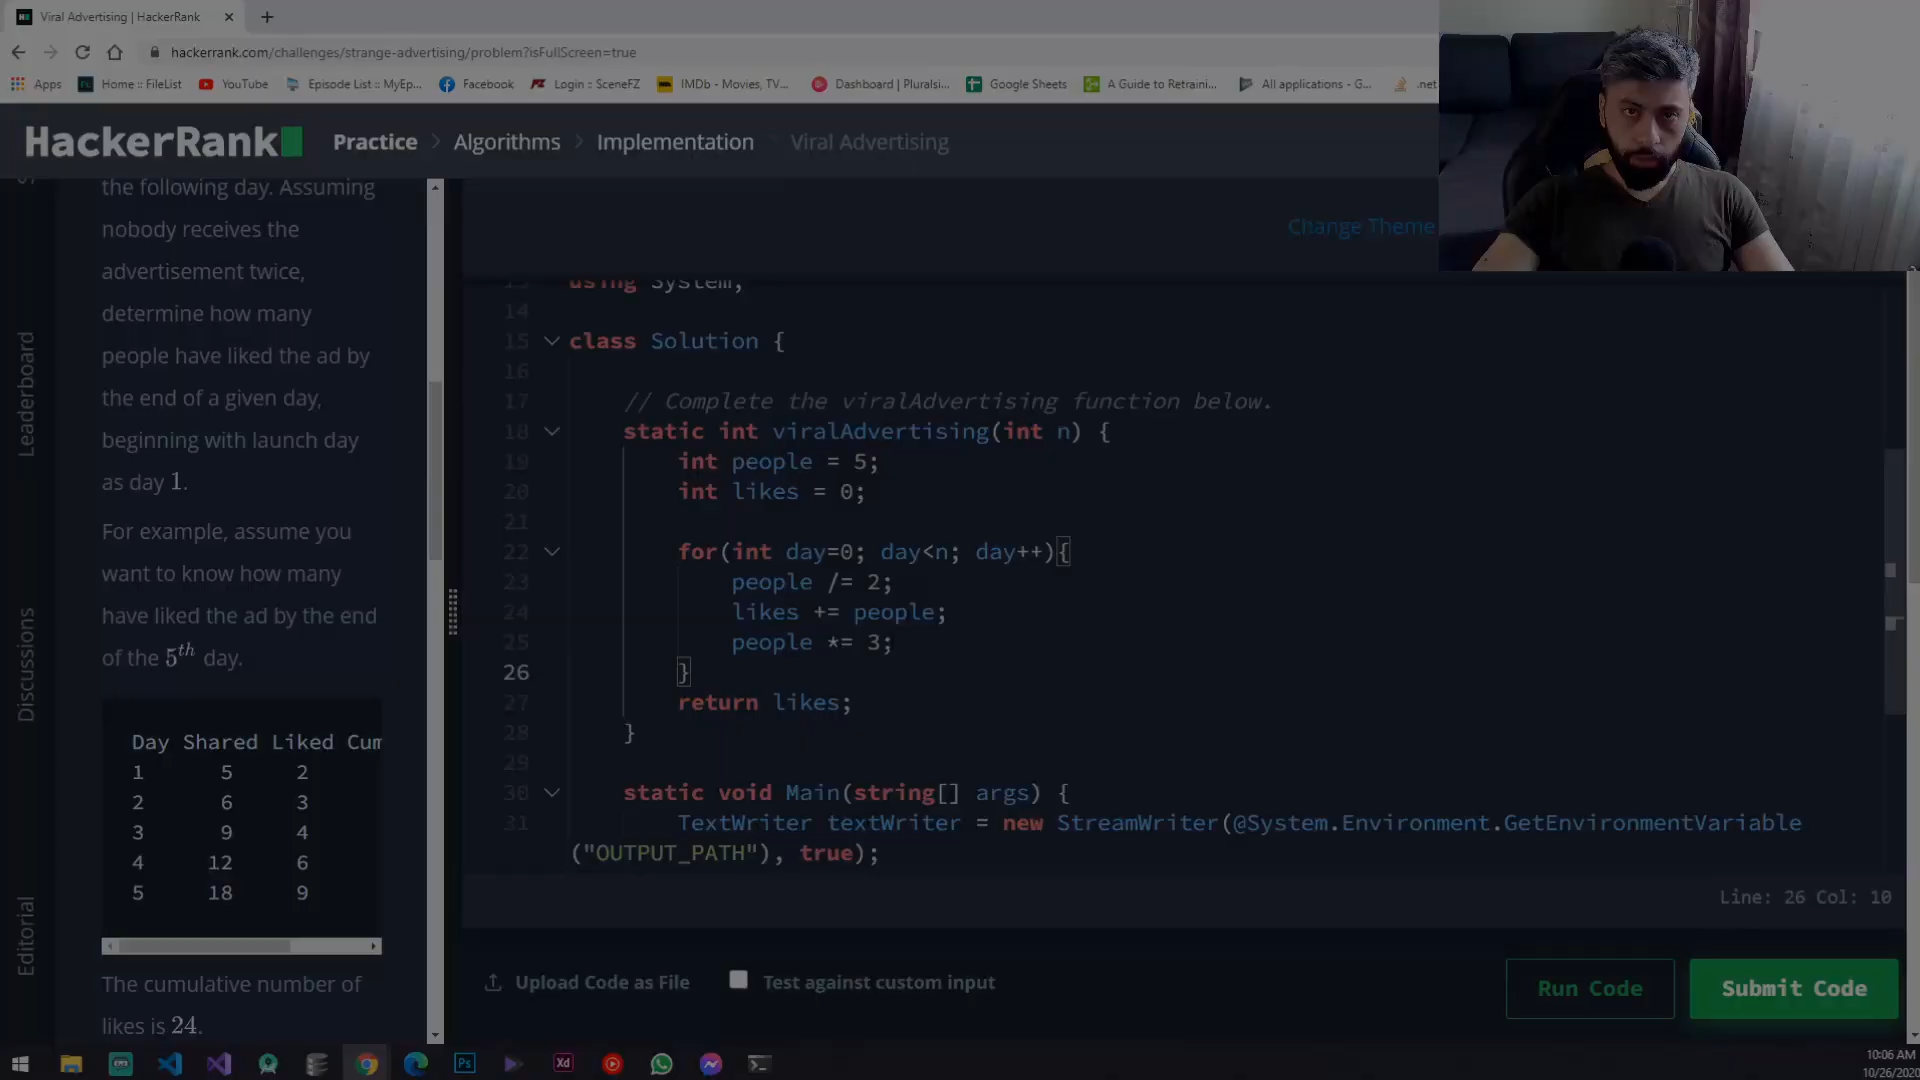 Viral Advertising | HackerRank
hackerrank.com/challenges/strange-advertising/problem?isFullScreen=true
Apps
Home :: FileList
YouTube
Episode List :: MyEp...
Facebook
Login :: SceneFZ
IMDb - Movies, TV...
Dashboard | Pluralsi...
Google Sheets
A Guide to Retraini...
All applications - G...
.net
HackerRank
Practice > Algorithms > Implementation > Viral Advertising
the following day. Assuming
nobody receives the
advertisement twice,
determine how many
people have liked the ad by
the end of a given day,
beginning with launch day
as day 1.
For example, assume you
want to know how many
have liked the ad by the end
of the 5th day.
Day Shared Liked Cum
1 5 2
2 6 3
3 9 4
4 12 6
5 18 9
The cumulative number of
likes is 24.
Leaderboard
Discussions
Editorial
Change Theme
13 using System;
14
15 class Solution {
16
17 // Complete the viralAdvertising function below.
18 static int viralAdvertising(int n) {
19 int people = 5;
20 int likes = 0;
21
22 for(int day=0; day<n; day++){
23 people /= 2;
24 likes += people;
25 people *= 3;
26 }
27 return likes;
28 }
29
30 static void Main(string[] args) {
31 TextWriter textWriter = new StreamWriter(@System.Environment.GetEnvironmentVariable
("OUTPUT_PATH"), true);
Line: 26 Col: 10
Upload Code as File
Test against custom input
Run Code
Submit Code
Ps
Xd
10:06 AM
10/26/2020